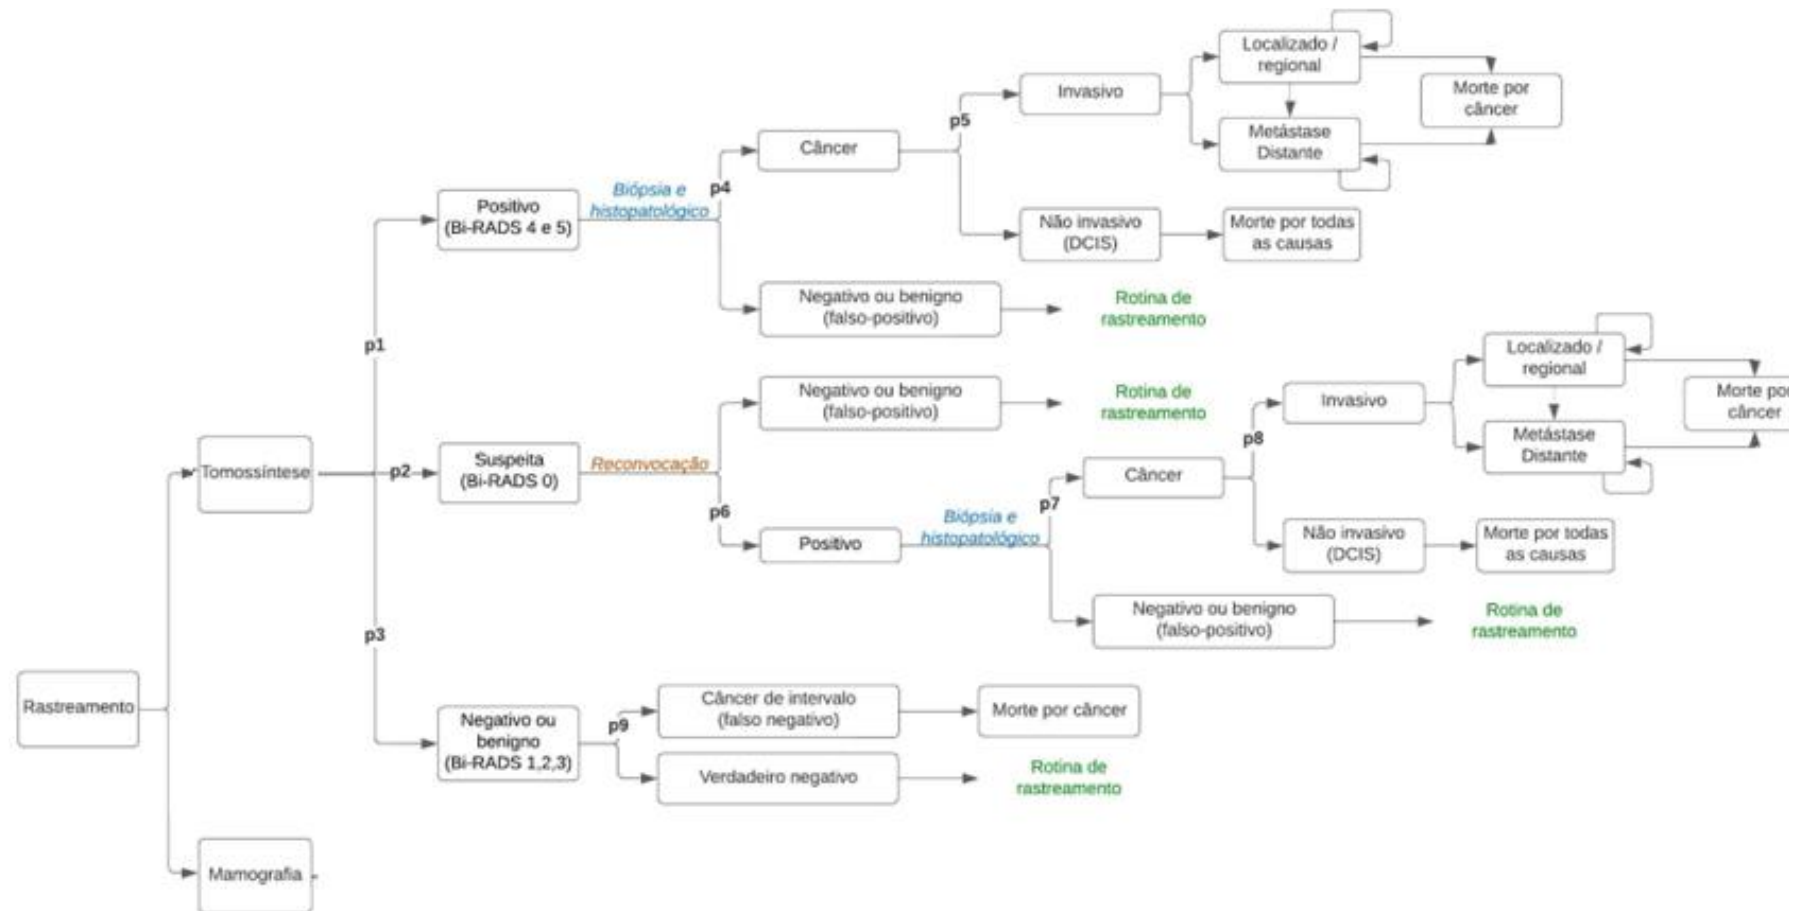 Localizado /
regional
Morte por
câncer
Invasivo
p5
Metástase
Distante
Câncer
Biópsia e
histopatológico
p4
Positivo
(Bi-RADS 4 e 5)
Não invasivo
(DCIS)
Morte por todas
as causas
Negativo ou benigno
(falso-positivo)
Rotina de
rastreamento
p1
Localizado /
regional
Negativo ou benigno
(falso-positivo)
Rotina de
rastreamento
Invasivo
Morte por
câncer
p8
Metástase
Distante
Tomossíntese
p2
Suspeita
(Bi-RADS 0)
Reconvocação
Câncer
p6
p7
Biópsia e
histopatológico
Positivo
Não invasivo
(DCIS)
Morte por todas
as causas
Negativo ou benigno
(falso-positivo)
Rotina de
rastreamento
p3
Rastreamento
Negativo ou
benigno
(Bi-RADS 1,2,3)
p9
Câncer de intervalo
(falso negativo)
Morte por câncer
Verdadeiro negativo
Rotina de
rastreamento
Mamografia